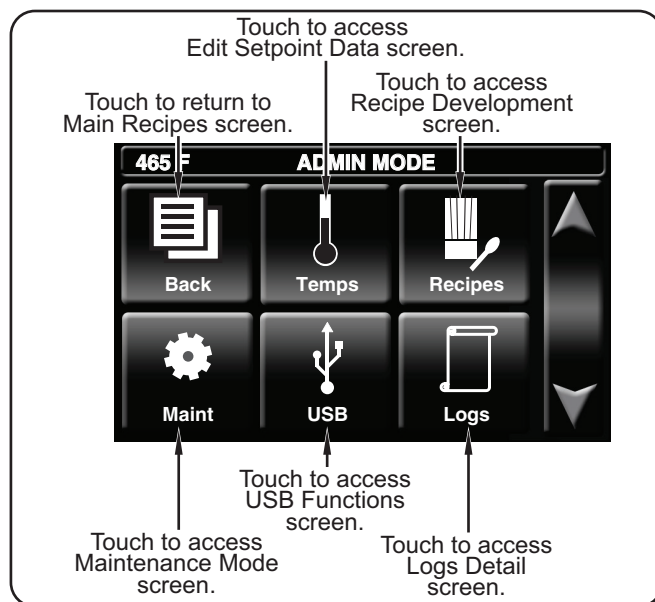 Touch to access
Edit Setpoint Data screen.
Touch to access
Recipe Development
screen.
Touch to return to
Main Recipes screen.
465 F ADMIN MODE
Back Temps Recipes
Maint USB Logs
Touch to access
USB Functions
screen.
Touch to access
Maintenance Mode
screen.
Touch to access
Logs Detail
screen.